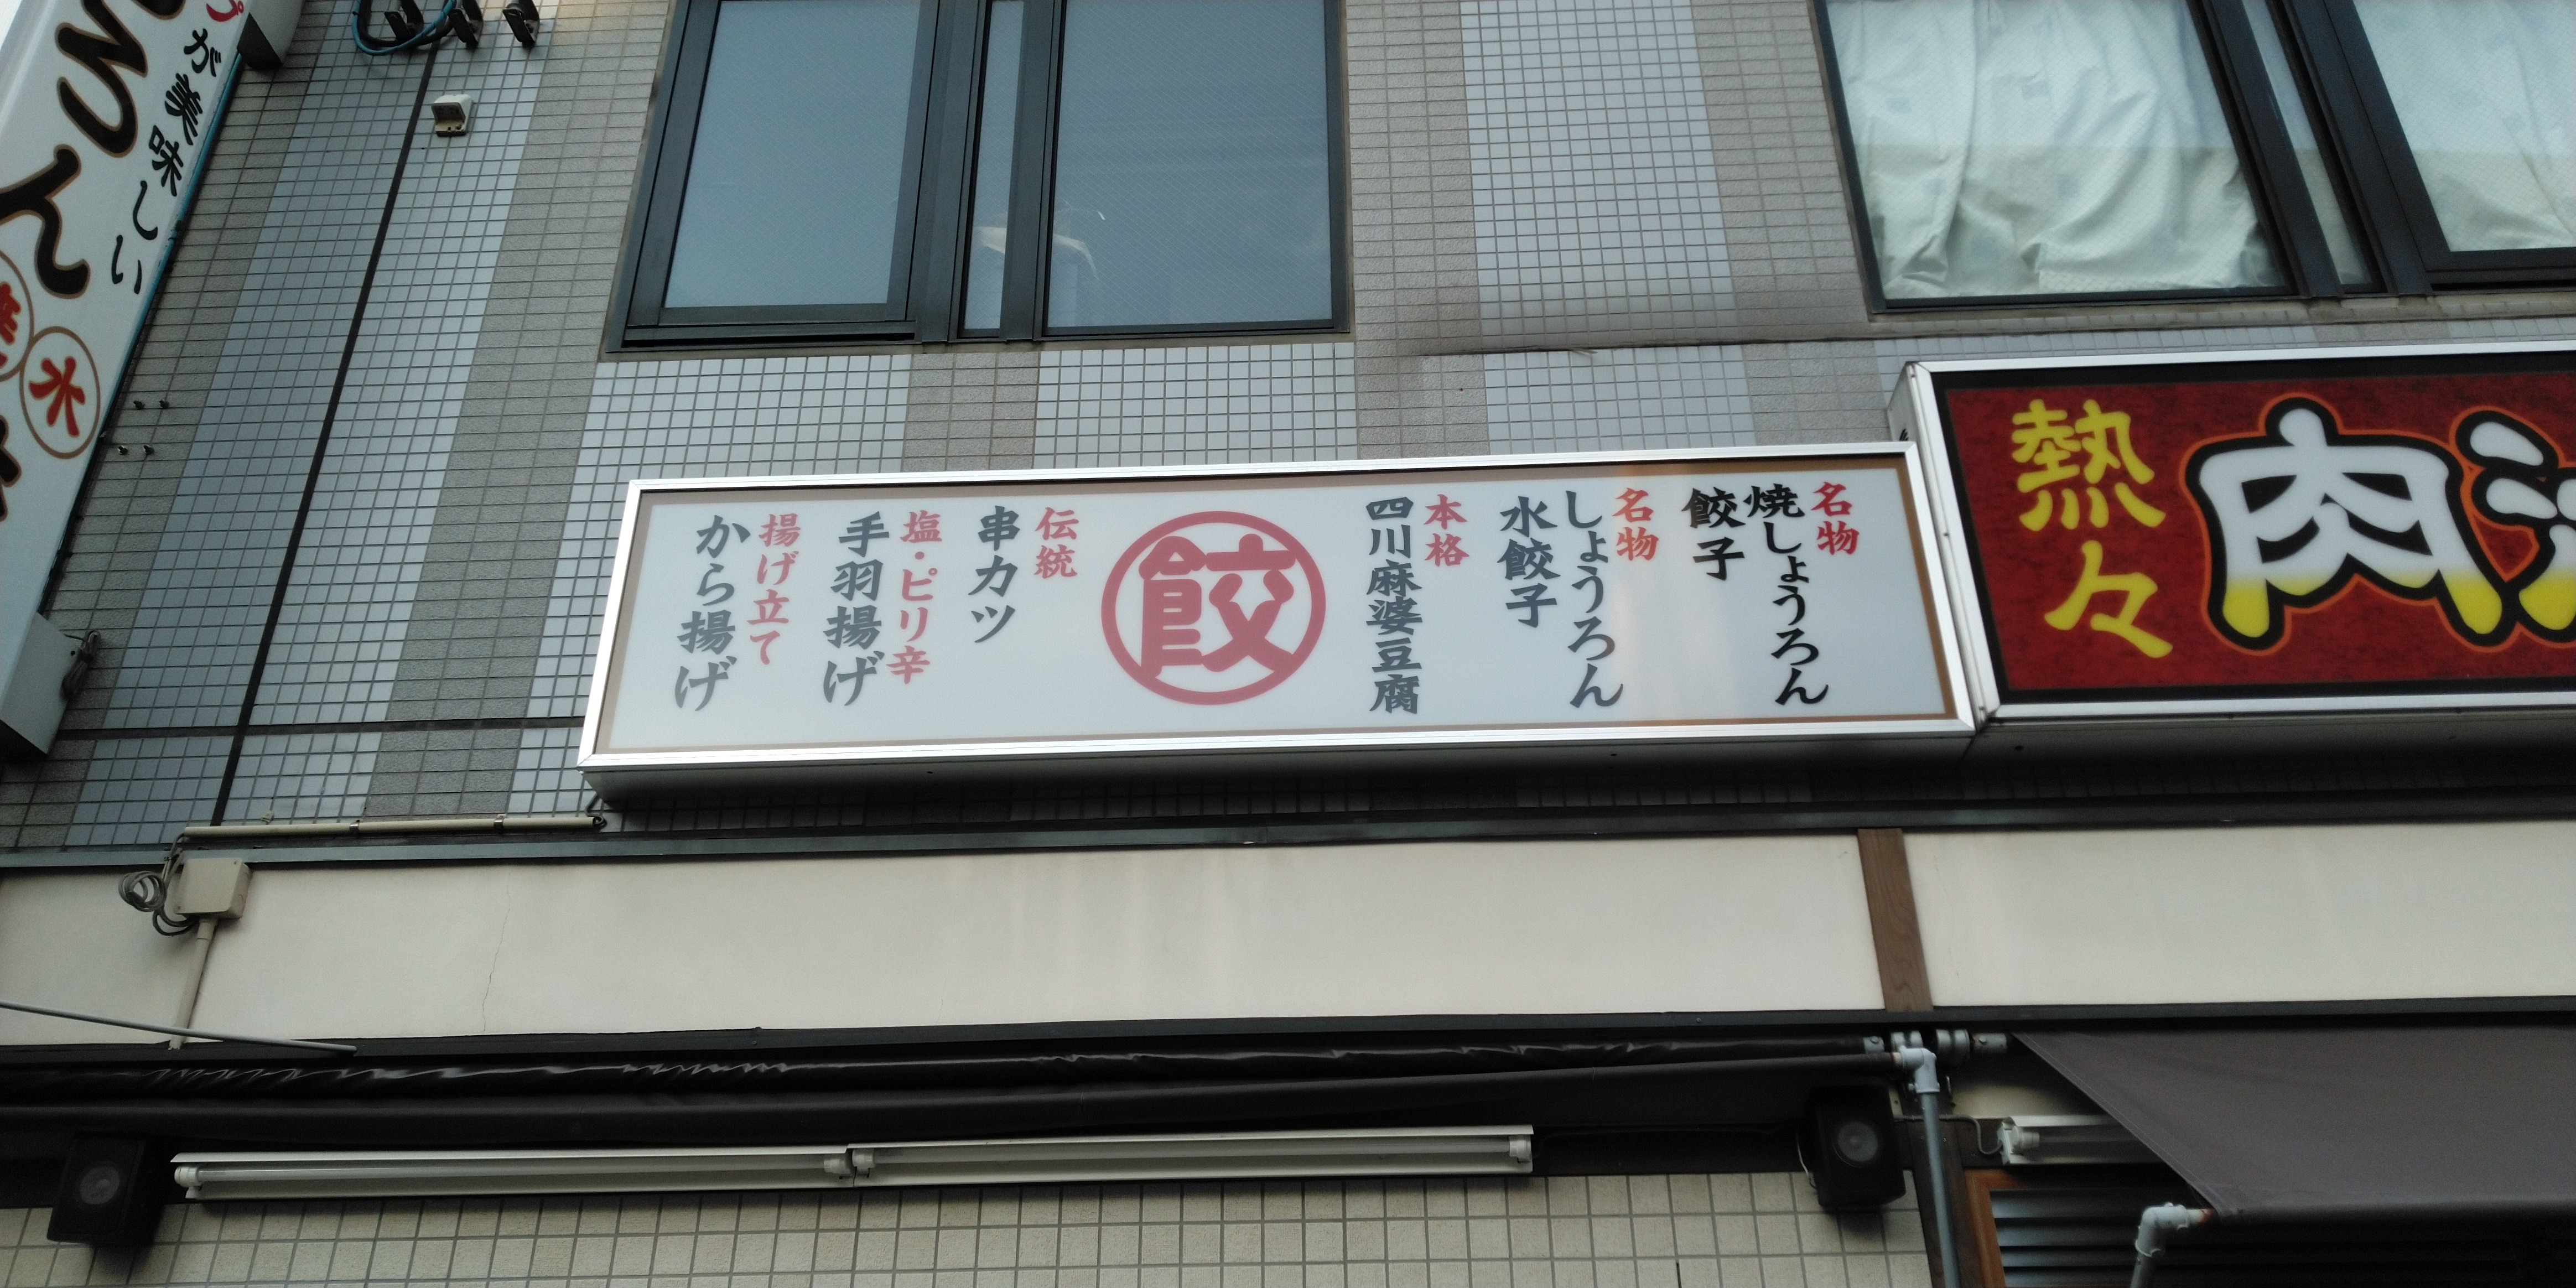 熱々
肉
名物
焼しょうろん
餃子
名物
しょうろん
水餃子
本格
四川麻婆豆腐
餃
伝統
串カツ
塩・ピリ辛
手羽揚げ
揚げ立て
から揚げ
が美味しい
ろん
水